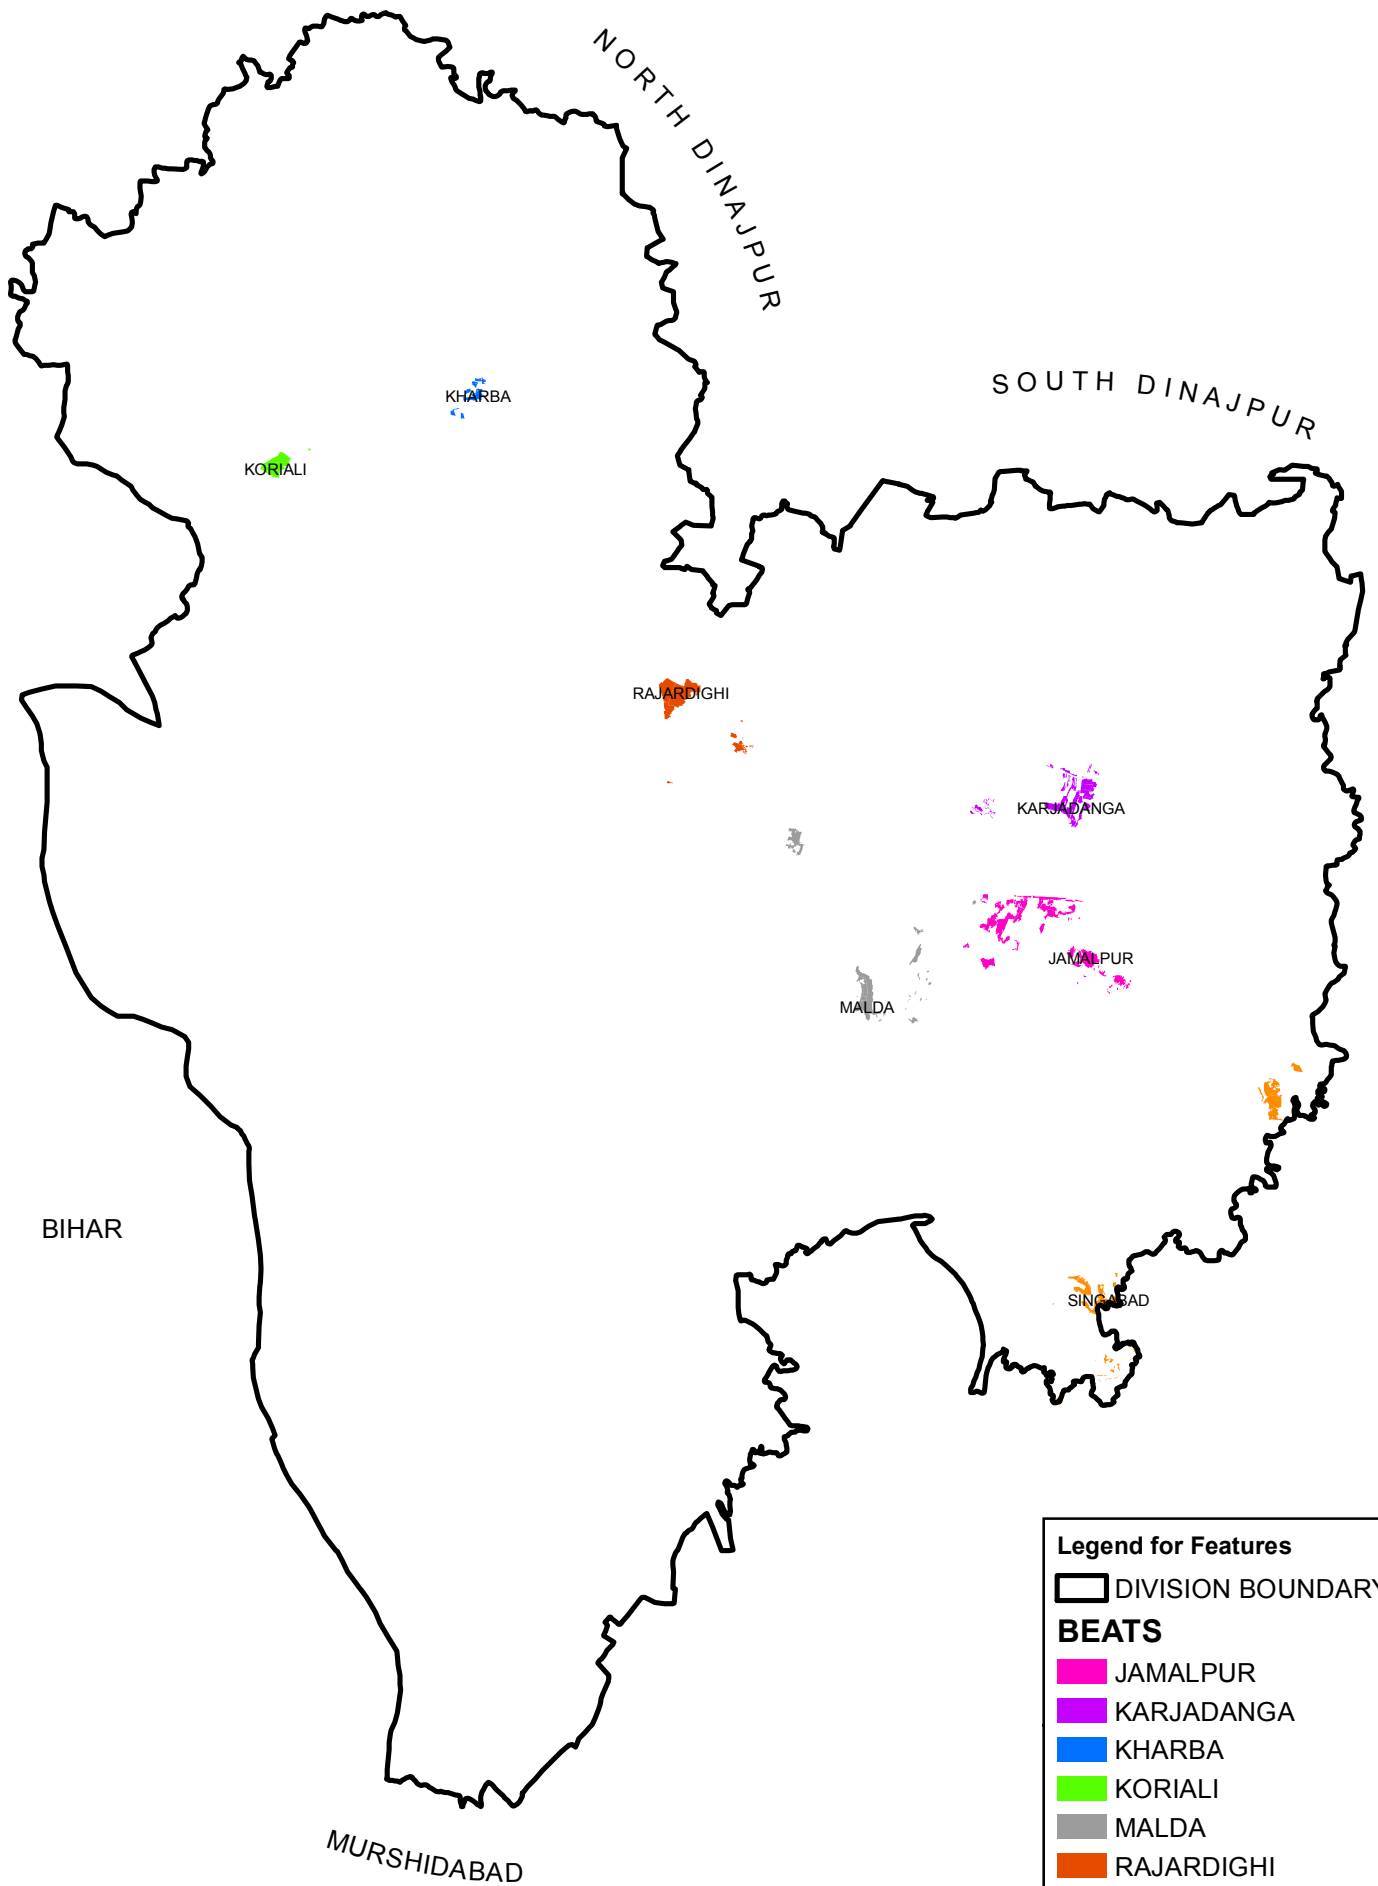 NORTH DINAJPUR
SOUTH DINAJPUR
KHARBA
KORIALI
RAJARDIGHI
KARJADANGA
JAMALPUR
MALDA
BIHAR
SINGABAD
MURSHIDABAD
Legend for Features
DIVISION BOUNDARY
BEATS
JAMALPUR
KARJADANGA
KHARBA
KORIALI
MALDA
RAJARDIGHI